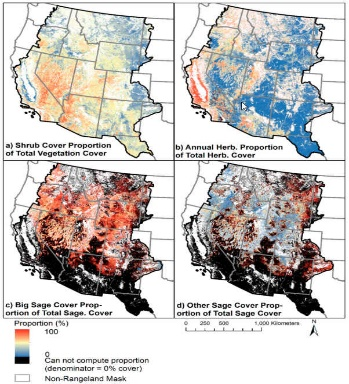 a) Shrub Cover Proportion
of Total Vegetation Cover
b) Annual Herb. Proportion
of Total Herb. Cover
c) Big Sage Cover Prop-
ortion of Total Sage. Cover
d) Other Sage Cover Pro-
portion of Total Sage Cover
Proportion (%)
100
0
Can not compute proportion
(denominator = 0% cover)
Non-Rangeland Mask
0 250 500 1,000 Kilometers
N